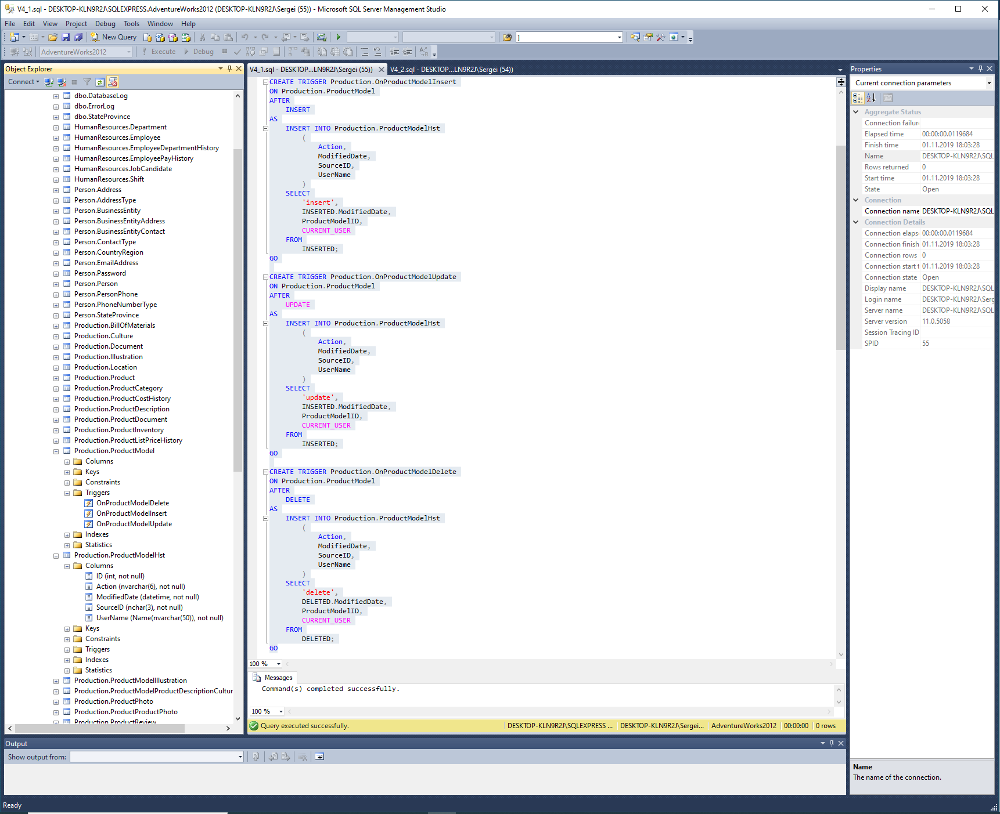 V4_1.sql - DESKTOP-KLN9R2J\SQLEXPRESS.AdventureWorks2012 (DESKTOP-KLN9R2J\Sergei (55)) - Microsoft SQL Server Management Studio
File Edit View Project Debug Tools Window Help
New Query
]
AdventureWorks2012
Execute
Debug
Object Explorer
Connect
dbo.DatabaseLog
dbo.ErrorLog
dbo.StateProvince
HumanResources.Department
HumanResources.Employee
HumanResources.EmployeeDepartmentHistory
HumanResources.EmployeePayHistory
HumanResources.JobCandidate
HumanResources.Shift
Person.Address
Person.AddressType
Person.BusinessEntity
Person.BusinessEntityAddress
Person.BusinessEntityContact
Person.ContactType
Person.CountryRegion
Person.EmailAddress
Person.Password
Person.Person
Person.PersonPhone
Person.PhoneNumberType
Person.StateProvince
Production.BillOfMaterials
Production.Culture
Production.Document
Production.Illustration
Production.Location
Production.Product
Production.ProductCategory
Production.ProductCostHistory
Production.ProductDescription
Production.ProductDocument
Production.ProductInventory
Production.ProductListPriceHistory
Production.ProductModel
Columns
Keys
Constraints
Triggers
OnProductModelDelete
OnProductModelInsert
OnProductModelUpdate
Indexes
Statistics
Production.ProductModelHst
Columns
ID (int, not null)
Action (nvarchar(6), not null)
ModifiedDate (datetime, not null)
SourceID (nchar(3), not null)
UserName (Name(nvarchar(50)), not null)
Keys
Constraints
Triggers
Indexes
Statistics
Production.ProductModelIllustration
Production.ProductModelProductDescriptionCultur
Production.ProductPhoto
Production.ProductProductPhoto
Production.ProductReview
V4_1.sql - DESKTOP...LN9R2J\Sergei (55))
V4_2.sql - DESKTOP...LN9R2J\Sergei (54))
CREATE TRIGGER Production.OnProductModelInsert
ON Production.ProductModel
AFTER
INSERT
AS
INSERT INTO Production.ProductModelHst
(
Action,
ModifiedDate,
SourceID,
UserName
)
SELECT
'insert',
INSERTED.ModifiedDate,
ProductModelID,
CURRENT_USER
FROM
INSERTED;
GO
CREATE TRIGGER Production.OnProductModelUpdate
ON Production.ProductModel
AFTER
UPDATE
AS
INSERT INTO Production.ProductModelHst
(
Action,
ModifiedDate,
SourceID,
UserName
)
SELECT
'update',
INSERTED.ModifiedDate,
ProductModelID,
CURRENT_USER
FROM
INSERTED;
GO
CREATE TRIGGER Production.OnProductModelDelete
ON Production.ProductModel
AFTER
DELETE
AS
INSERT INTO Production.ProductModelHst
(
Action,
ModifiedDate,
SourceID,
UserName
)
SELECT
'delete',
DELETED.ModifiedDate,
ProductModelID,
CURRENT_USER
FROM
DELETED;
GO
100 %
Messages
Command(s) completed successfully.
100 %
Query executed successfully.
DESKTOP-KLN9R2J\SQLEXPRESS ...
DESKTOP-KLN9R2J\Sergei...
AdventureWorks2012
00:00:00
0 rows
Properties
Current connection parameters
Aggregate Status
Connection failure
Elapsed time 00:00:00.0119684
Finish time 01.11.2019 18:03:28
Name DESKTOP-KLN9R2J\SQL
Rows returned 0
Start time 01.11.2019 18:03:28
State Open
Connection
Connection name DESKTOP-KLN9R2J\SQL
Connection Details
Connection elaps 00:00:00.0119684
Connection finish 01.11.2019 18:03:28
Connection rows 0
Connection start t 01.11.2019 18:03:28
Connection state Open
Display name DESKTOP-KLN9R2J\SQL
Login name DESKTOP-KLN9R2J\Serg
Server name DESKTOP-KLN9R2J\SQL
Server version 11.0.5058
Session Tracing ID
SPID 55
Name
The name of the connection.
Output
Show output from:
Ready